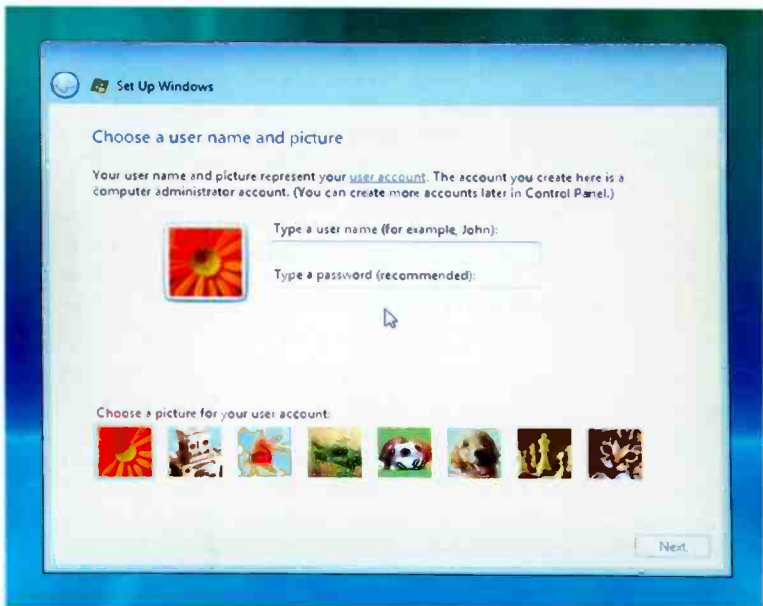 Set Up Windows
Choose a user name and picture
Your user name and picture represent your user account. The account you create here is a
computer administrator account. (You can create more accounts later in Control Panel.)
Type a user name (for example, John):
Type a password (recommended):
Choose a picture for your user account:
Next